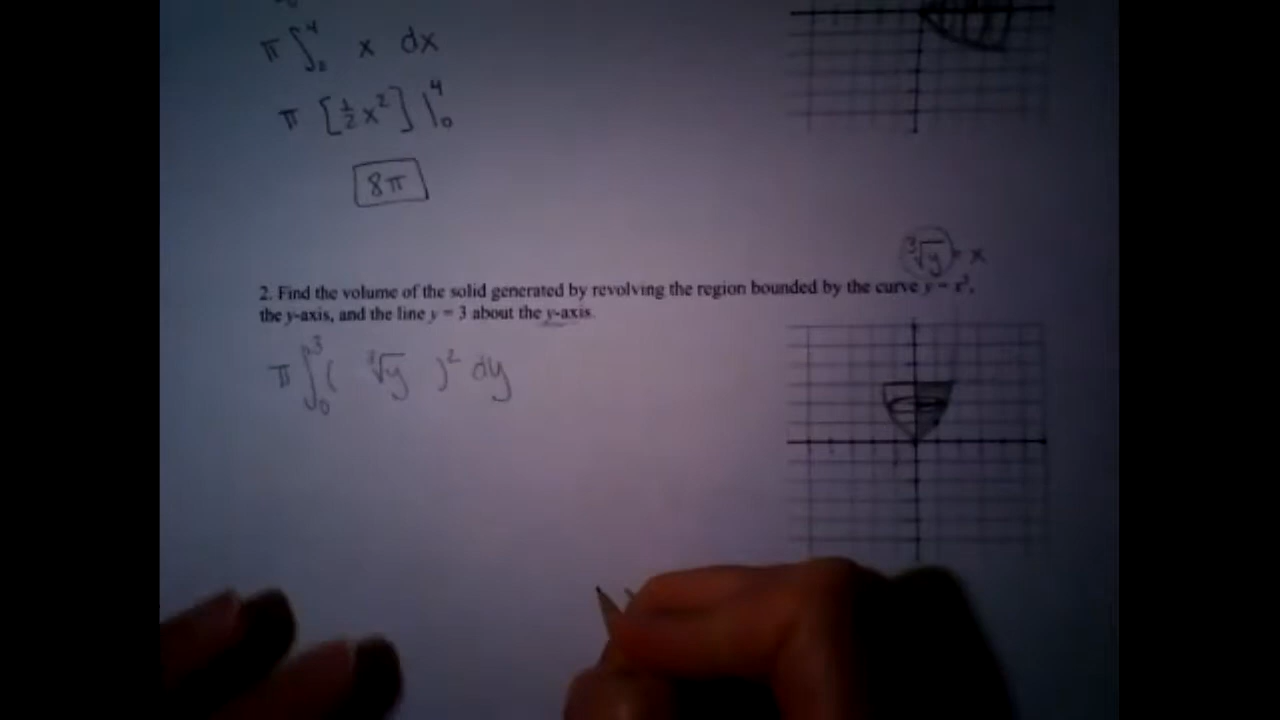 π ∫₀⁴ x dx
π [½x²] |₀⁴
8π
∛y = x
2. Find the volume of the solid generated by revolving the region bounded by the curve y = x³,
the y-axis, and the line y = 3 about the y-axis.
π ∫₀³ ( ∛y )² dy